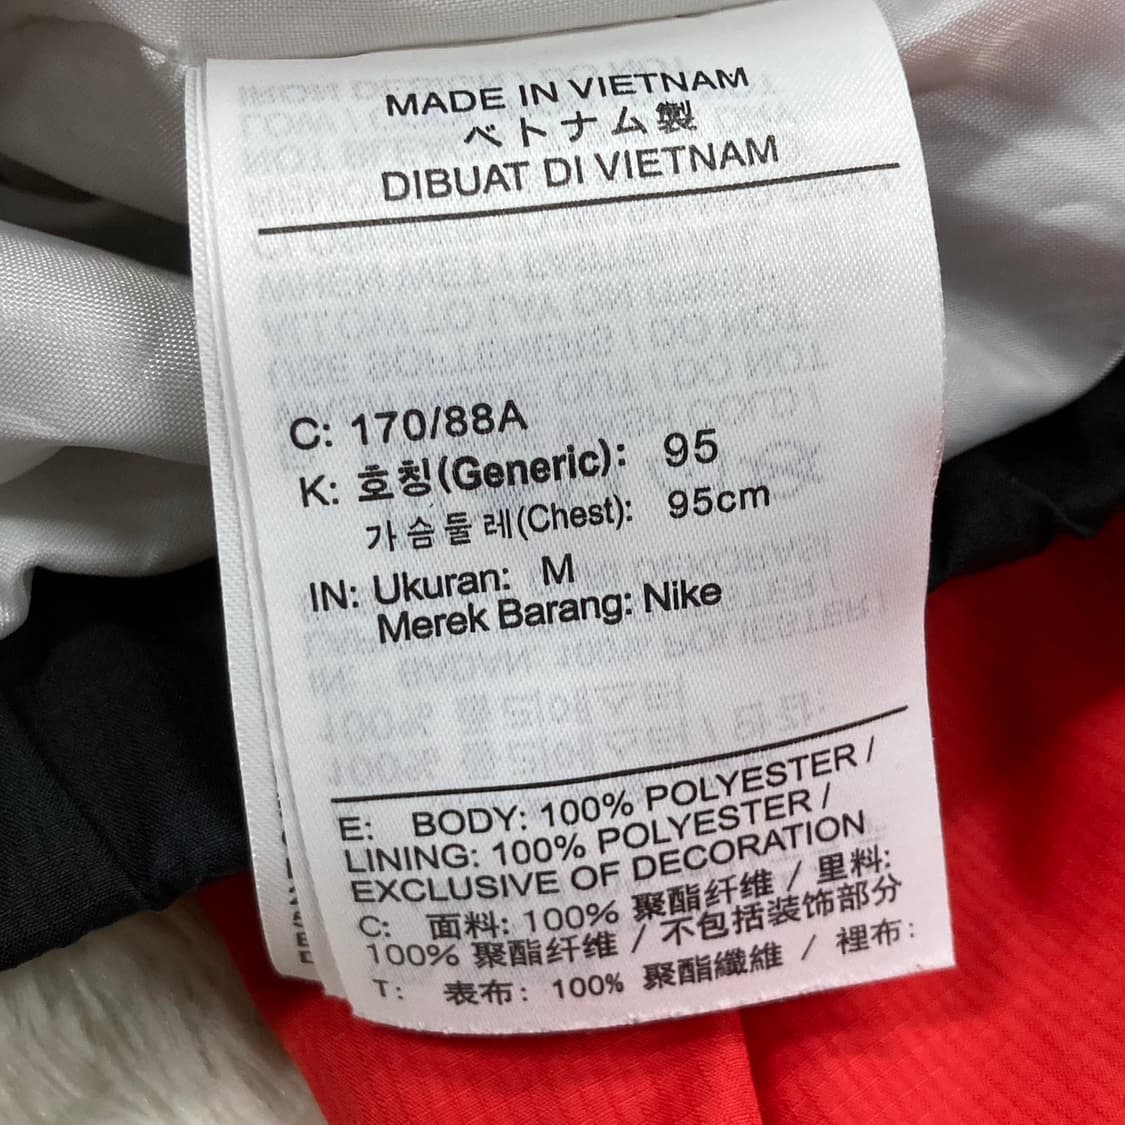 MADE IN VIETNAM
ベトナム製
DIBUAT DI VIETNAM
C: 170/88A
K: 호칭(Generic): 95
가슴둘레(Chest): 95cm
IN: Ukuran: M
Merek Barang: Nike
E: BODY: 100% POLYESTER /
LINING: 100% POLYESTER /
EXCLUSIVE OF DECORATION
C: 面料: 100% 聚酯纤维 / 里料:
100% 聚酯纤维 / 不包括装饰部分
T: 表布: 100% 聚酯纖維 / 裡布: